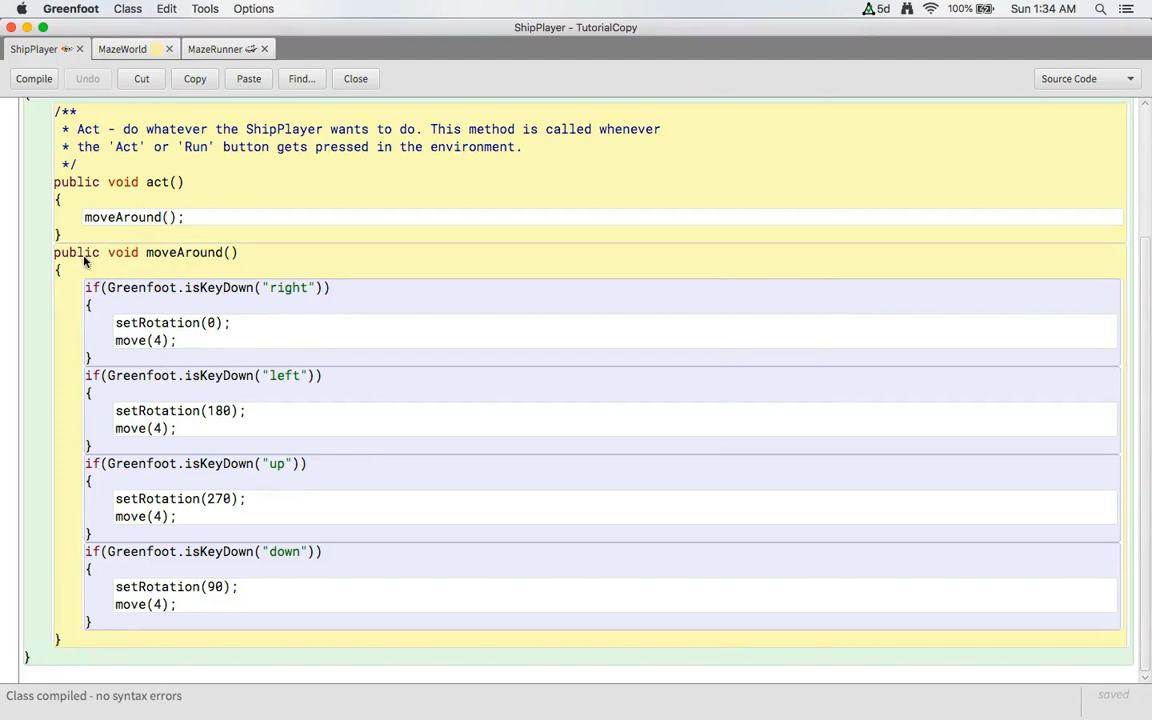 Greenfoot Class Edit Tools Options 5d 100% Sun 1:34 AM
ShipPlayer - TutorialCopy
ShipPlayer MazeWorld MazeRunner
Compile Undo Cut Copy Paste Find... Close Source Code
{
/**
* Act - do whatever the ShipPlayer wants to do. This method is called whenever
* the 'Act' or 'Run' button gets pressed in the environment.
*/
public void act()
{
moveAround();
}
public void moveAround()
{
if(Greenfoot.isKeyDown("right"))
{
setRotation(0);
move(4);
}
if(Greenfoot.isKeyDown("left"))
{
setRotation(180);
move(4);
}
if(Greenfoot.isKeyDown("up"))
{
setRotation(270);
move(4);
}
if(Greenfoot.isKeyDown("down"))
{
setRotation(90);
move(4);
}
}
}
Class compiled - no syntax errors saved